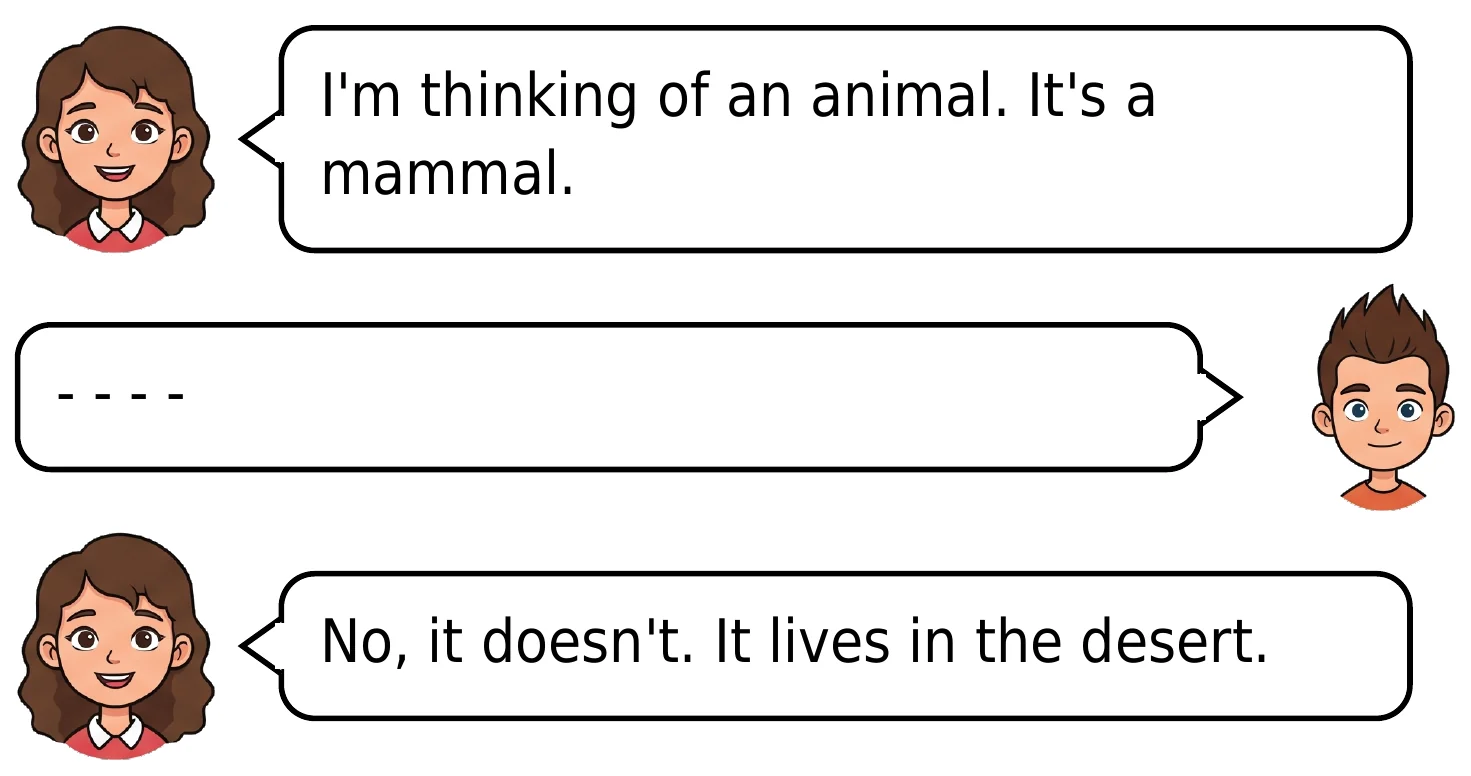 I'm thinking of an animal. It's a
mammal.
- - - -
No, it doesn't. It lives in the desert.